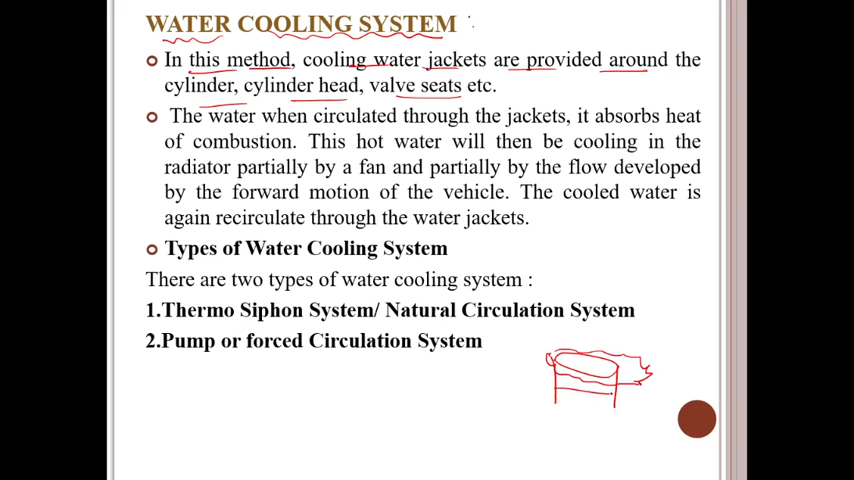 WATER COOLING SYSTEM
In this method, cooling water jackets are provided around the
cylinder, cylinder head, valve seats etc.
The water when circulated through the jackets, it absorbs heat
of combustion. This hot water will then be cooling in the
radiator partially by a fan and partially by the flow developed
by the forward motion of the vehicle. The cooled water is
again recirculate through the water jackets.
Types of Water Cooling System
There are two types of water cooling system :
1.Thermo Siphon System/ Natural Circulation System
2.Pump or forced Circulation System